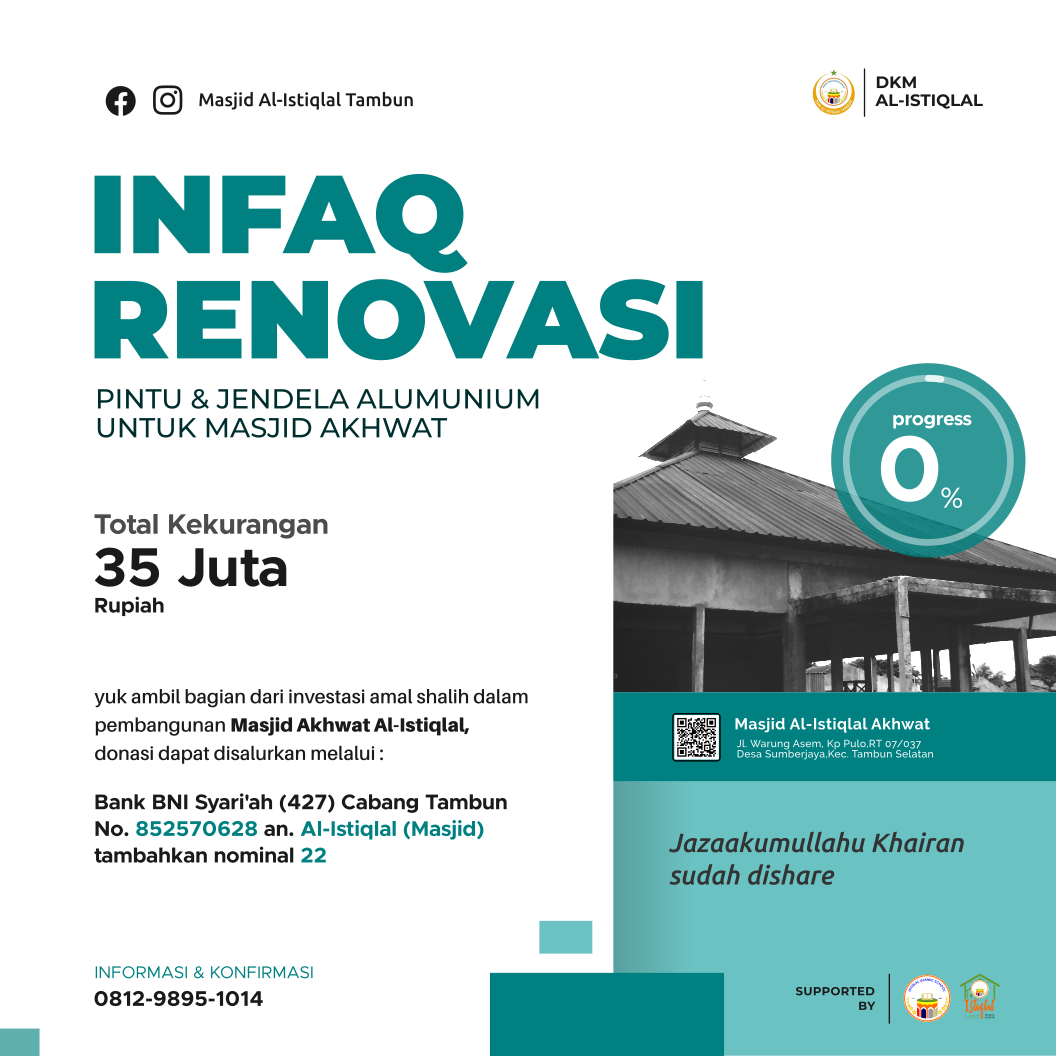 Masjid Al-Istiqlal Tambun
DKM
AL-ISTIQLAL
INFAQ
RENOVASI
PINTU & JENDELA ALUMUNIUM
UNTUK MASJID AKHWAT
progress
0%
Total Kekurangan
35 Juta
Rupiah
yuk ambil bagian dari investasi amal shalih dalam
pembangunan Masjid Akhwat Al-Istiqlal,
donasi dapat disalurkan melalui :
Bank BNI Syari'ah (427) Cabang Tambun
No. 852570628 an. Al-Istiqlal (Masjid)
tambahkan nominal 22
Masjid Al-Istiqlal Akhwat
Jl. Warung Asem, Kp Pulo,RT 07/037
Desa Sumberjaya,Kec. Tambun Selatan
Jazaakumullahu Khairan
sudah dishare
INFORMASI & KONFIRMASI
0812-9895-1014
SUPPORTED
BY
Istiqlal